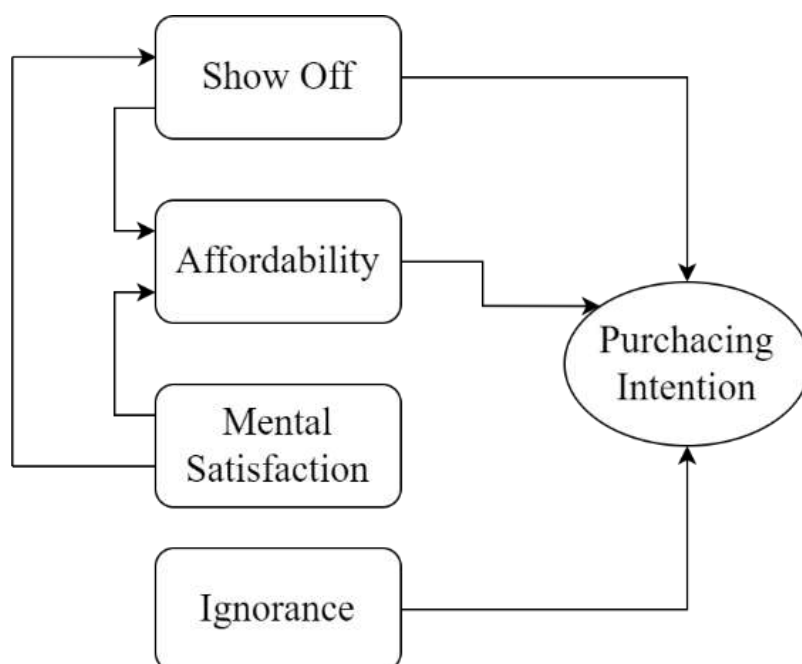 Show Off
Affordability
Mental
Satisfaction
Ignorance
Purchacing
Intention